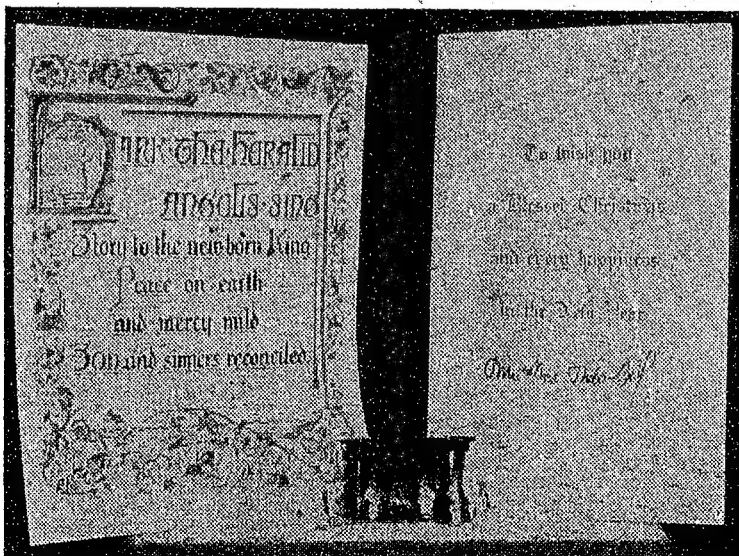 HARK·THE·HERALD
ANGELS·SING
Glory to the newborn King
Peace on earth
and mercy mild
God and sinners reconciled
To wish you
a Blessed Christmas
and every happiness
in the New Year